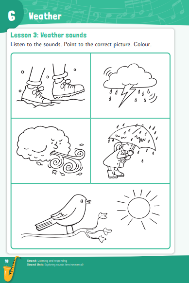 6 Weather
Lesson 3: Weather sounds
Listen to the sounds. Point to the correct picture. Colour